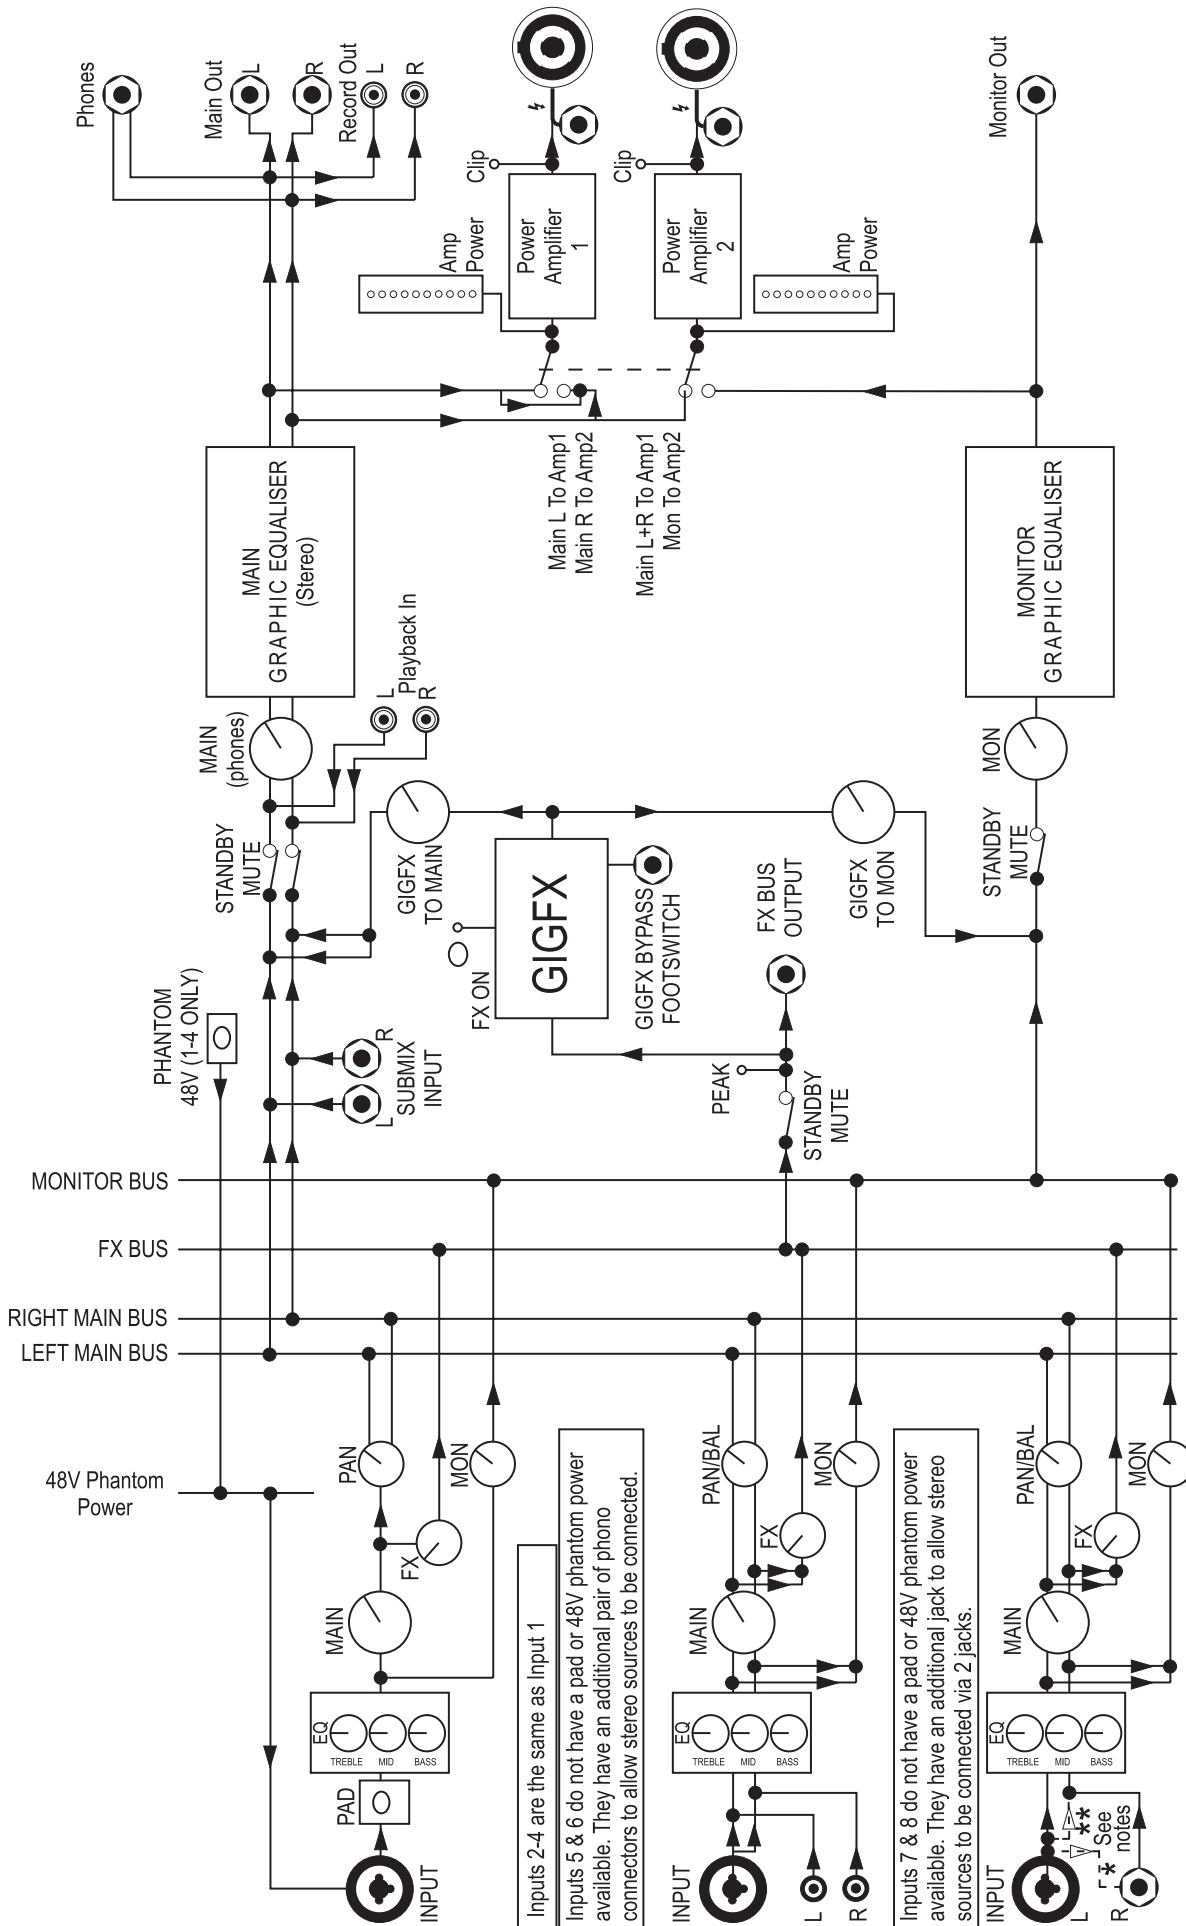 Phones
Main Out
L
R
Record Out
L
R
Clip
Clip
Monitor Out
Power
Amplifier
1
Power
Amplifier
2
Amp
Power
Amp
Power
Main L To Amp1
Main R To Amp2
Main L+R To Amp1
Mon To Amp2
MAIN
GRAPHIC EQUALISER
(Stereo)
MONITOR
GRAPHIC EQUALISER
MAIN
(phones)
L
Playback In
R
MON
STANDBY
MUTE
GIGFX
TO MAIN
GIGFX
FX ON
GIGFX BYPASS
FOOTSWITCH
FX BUS
OUTPUT
GIGFX
TO MON
STANDBY
MUTE
PHANTOM
48V (1-4 ONLY)
R
SUBMIX
INPUT
L
PEAK
STANDBY
MUTE
MONITOR BUS
FX BUS
RIGHT MAIN BUS
LEFT MAIN BUS
48V Phantom
Power
PAN
MON
FX
MAIN
EQ
TREBLE
MID
BASS
PAD
INPUT
Inputs 2-4 are the same as Input 1
Inputs 5 & 6 do not have a pad or 48V phantom power
available. They have an additional pair of phono
connectors to allow stereo sources to be connected.
PAN/BAL
MON
FX
MAIN
EQ
TREBLE
MID
BASS
INPUT
L
R
Inputs 7 & 8 do not have a pad or 48V phantom power
available. They have an additional jack to allow stereo
sources to be connected via 2 jacks.
PAN/BAL
MON
FX
MAIN
EQ
TREBLE
MID
BASS
INPUT
L
R
*
**
See
notes